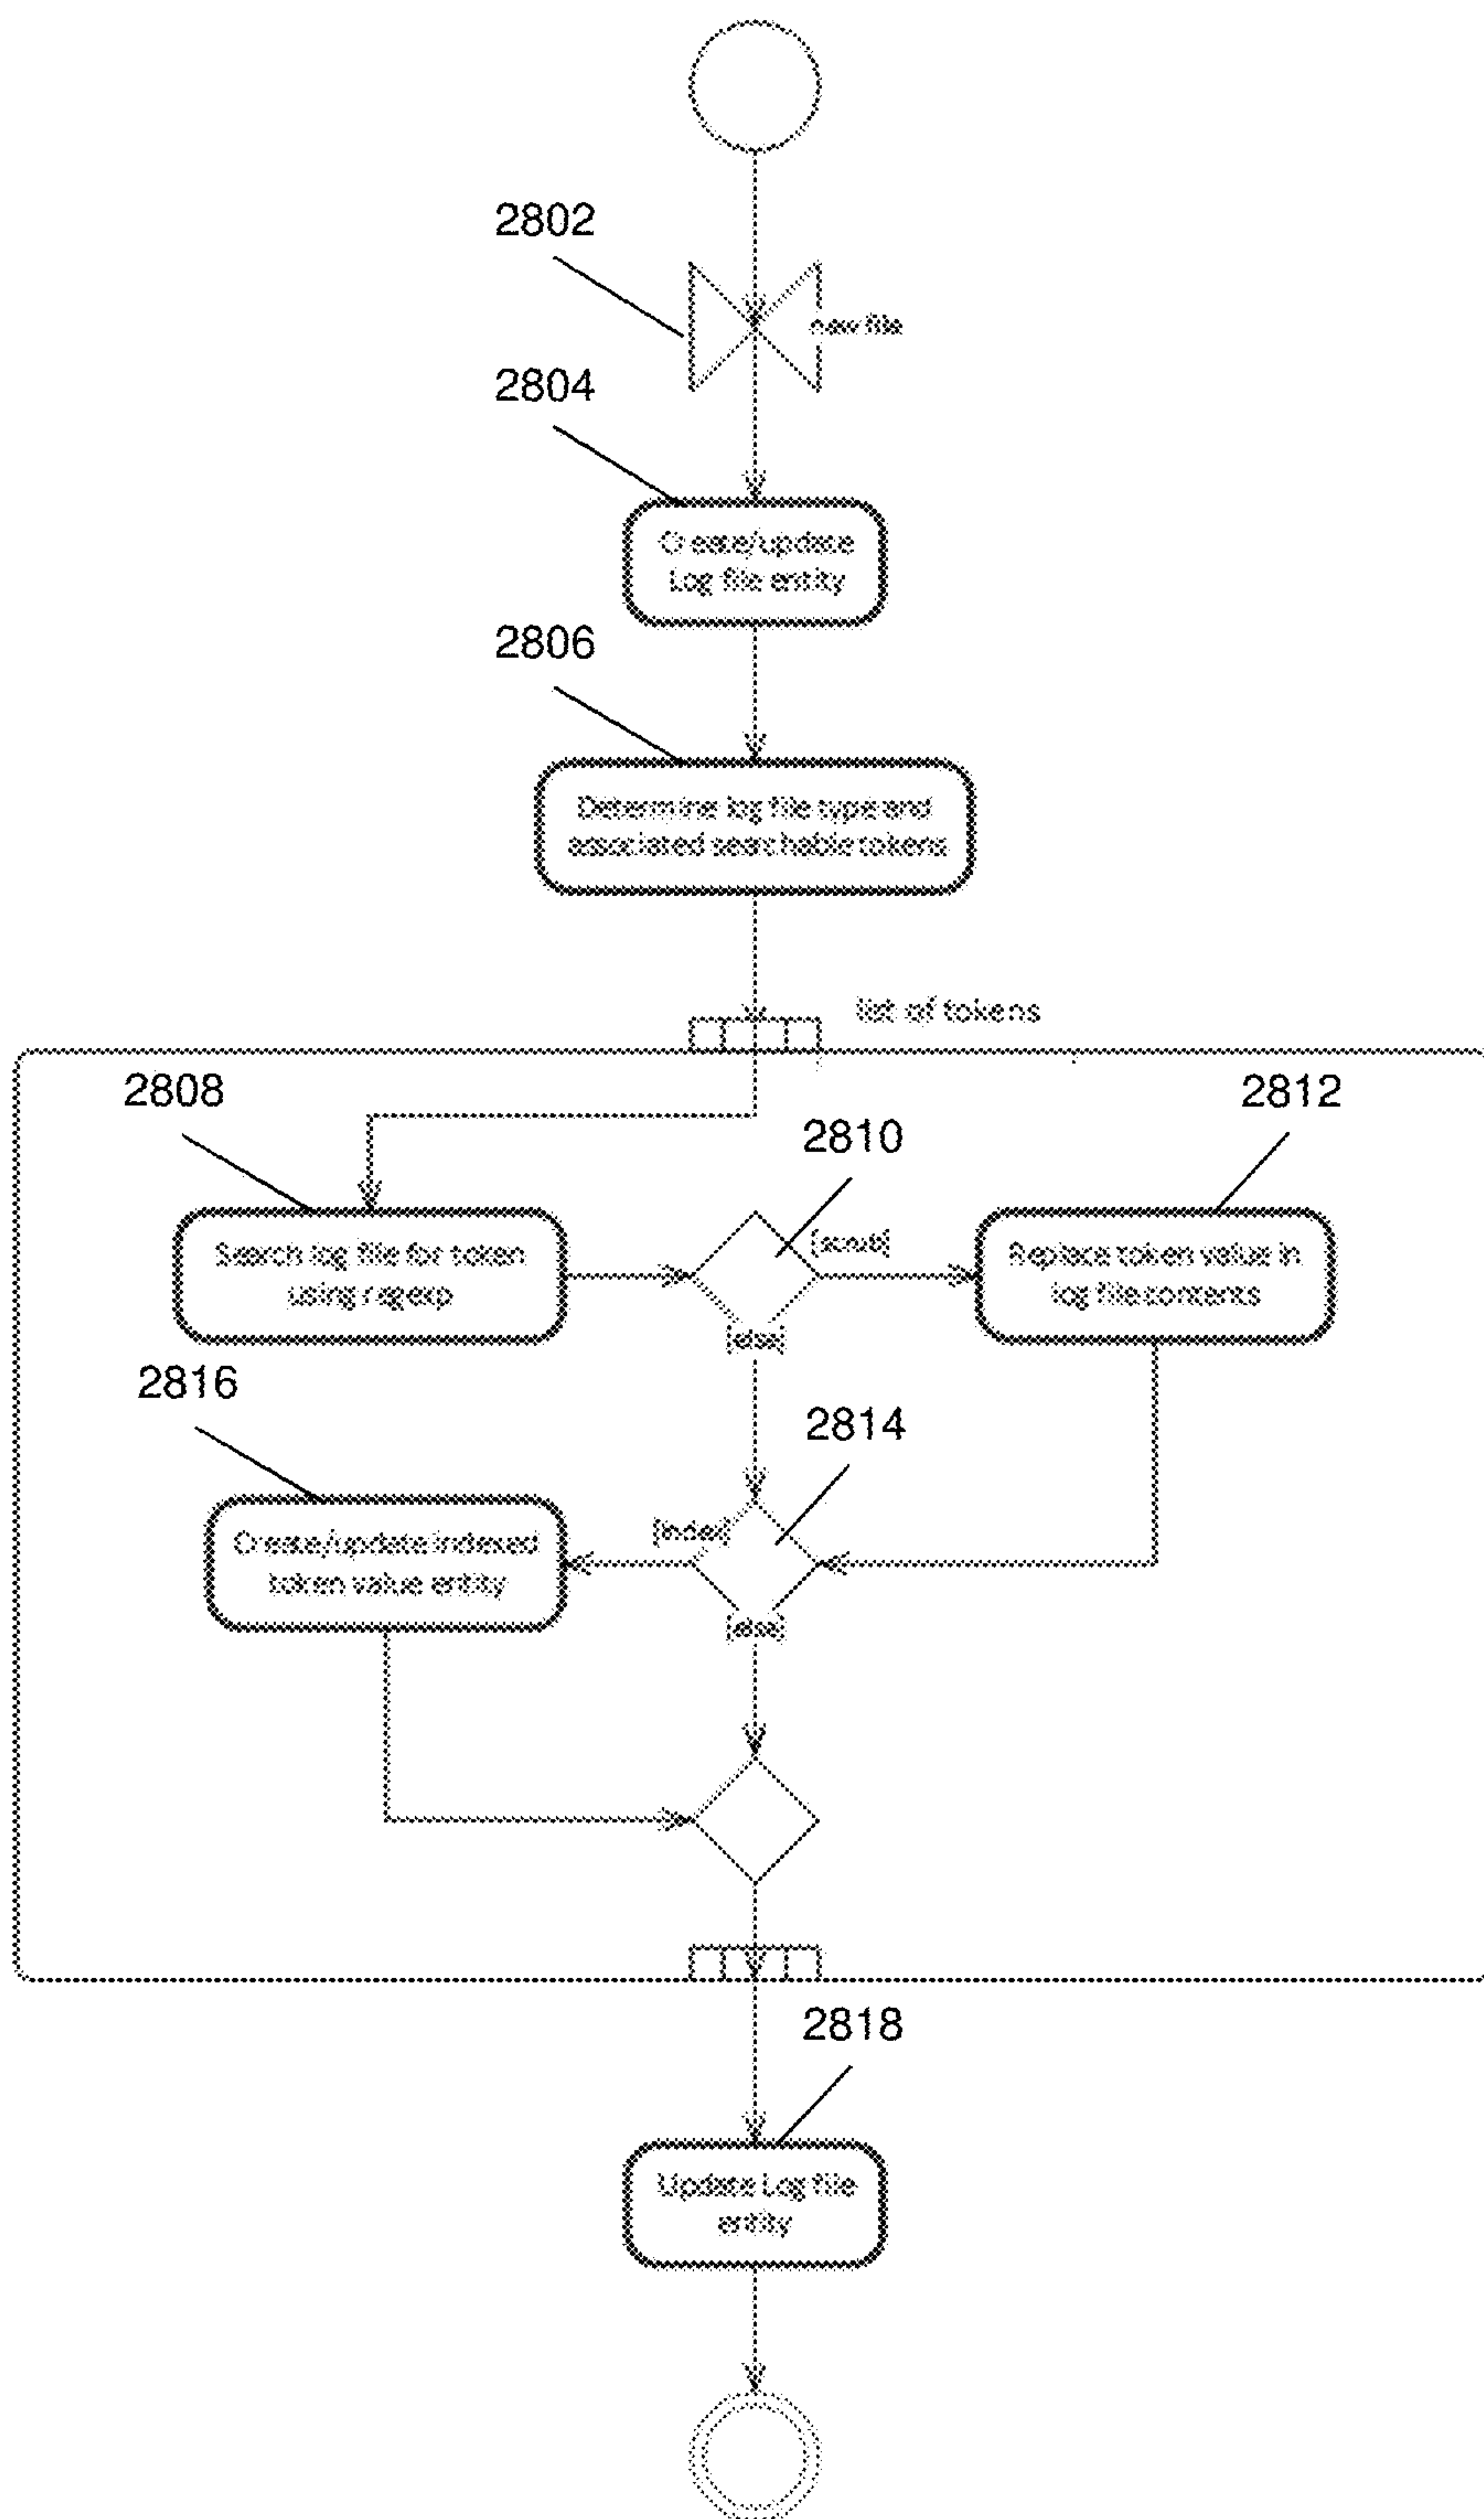 2802
new file
2804
Create/update
Log file entity
2806
Determine log file type and
associated searchable tokens
list of tokens
2808
2812
2810
Search log file for token
using regexp
[scrub]
Replace token value in
log file contents
[else]
2816
2814
Create/update indexed
token value entity
[index]
[else]
2818
Update Log file
entity